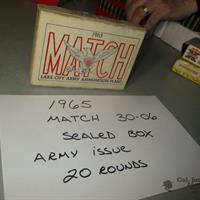 1965
MATCH
LAKE CITY ARMY AMMUNITION PLANT
1965
MATCH 30-06
SEALED BOX
ARMY ISSUE
20 ROUNDS